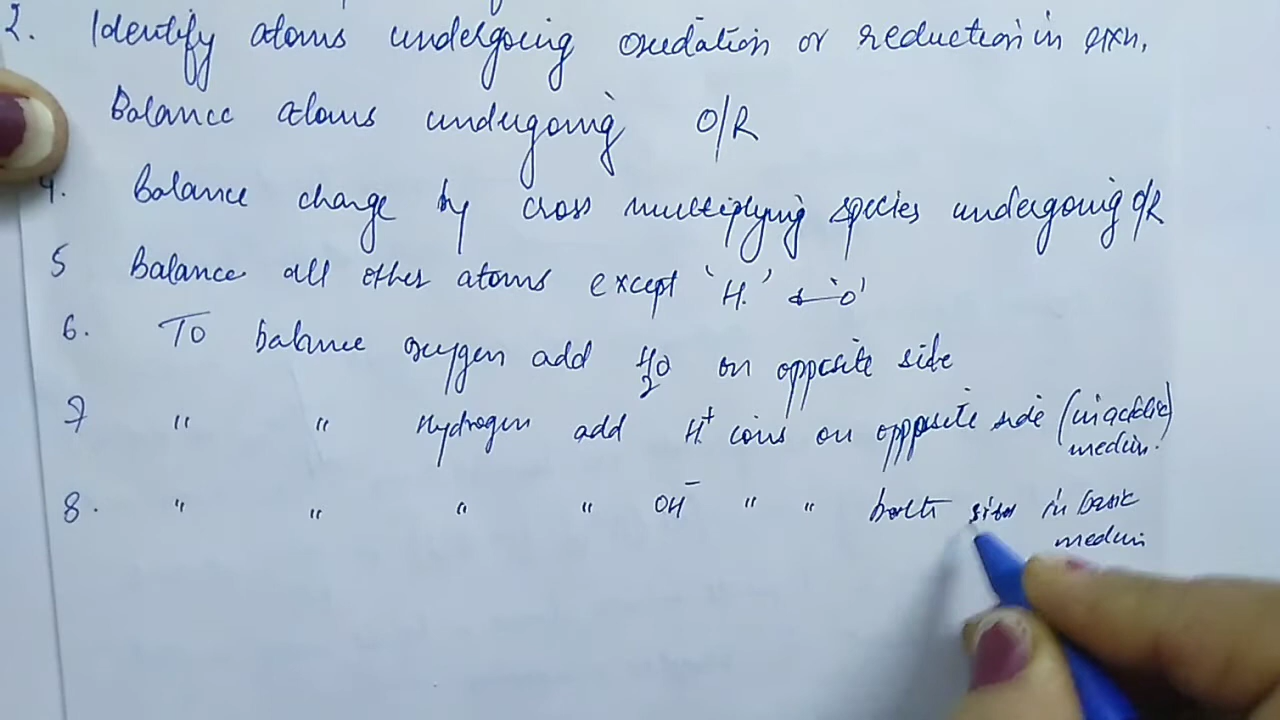 2. Identify atoms undergoing oxidation or reduction in rxn.
Balance atoms undergoing O/R
4. Balance charge by cross multiplying species undergoing O/R
5 Balance all other atoms except 'H' & 'O'
6. To balance oxygen add H2O on opposite side
7 " " Hydrogen add H+ ions on opposite side (in acidic) medium.
8. " " " " OH- " " both sides in basic medium